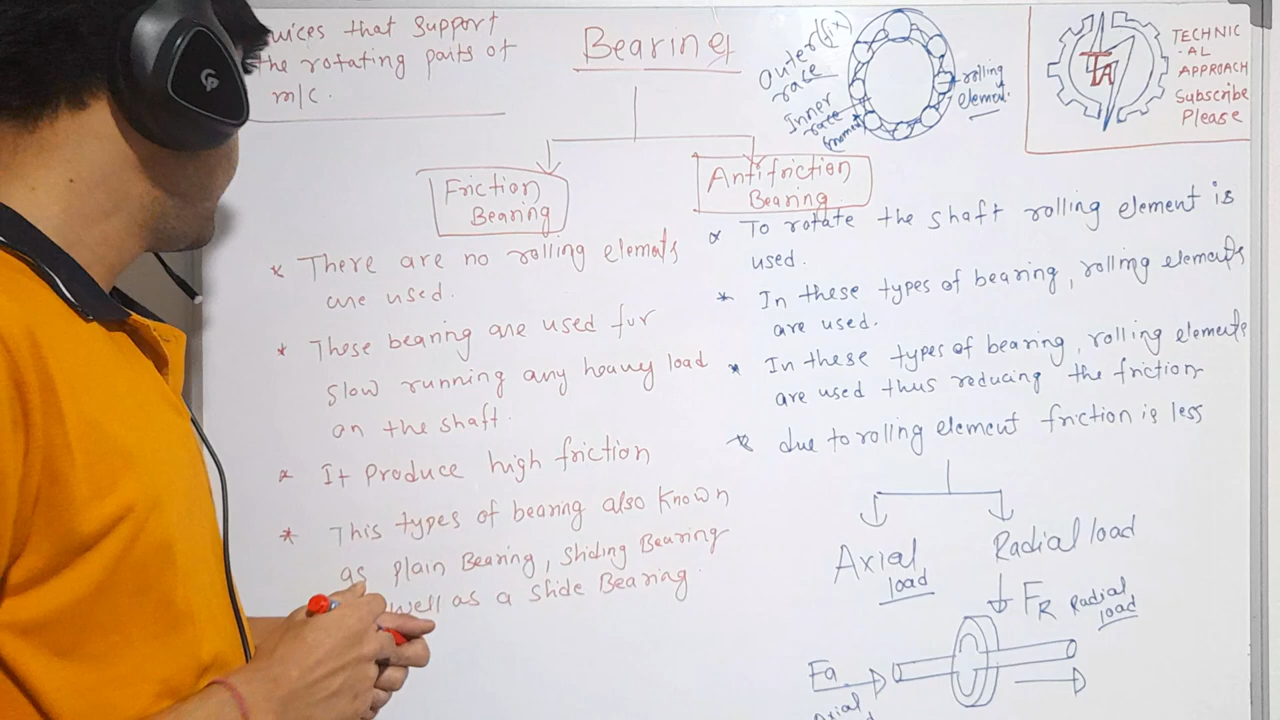 vices that support
the rotating parts of
m/c.
Bearing
Outer (fix)
race
Inner
race
rolling
element.
TA
TECHNIC
-AL
APPROACH
Subscribe
Please
Friction
Bearing
* There are no rolling elements
are used.
* These bearing are used for
slow running any heavy load
on the shaft.
* It Produce high friction
* This types of bearing also known
as plain Bearing, Sliding Bearing
well as a slide Bearing.
Antifriction
Bearing
* To rotate the shaft rolling element is
used.
* In these types of bearing, rolling elements
are used.
* In these types of bearing, rolling elements
are used thus reducing the friction
* due to rolling element friction is less
Axial
load
Radial load
FR Radial
load
Fa
Axial